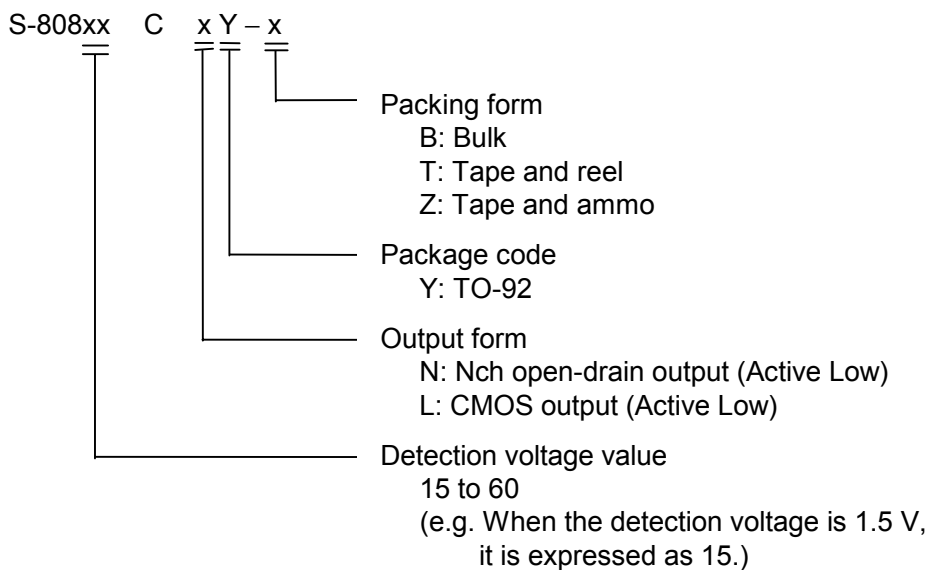 S-808xx C x Y – x
Packing form
B: Bulk
T: Tape and reel
Z: Tape and ammo
Package code
Y: TO-92
Output form
N: Nch open-drain output (Active Low)
L: CMOS output (Active Low)
Detection voltage value
15 to 60
(e.g. When the detection voltage is 1.5 V,
it is expressed as 15.)